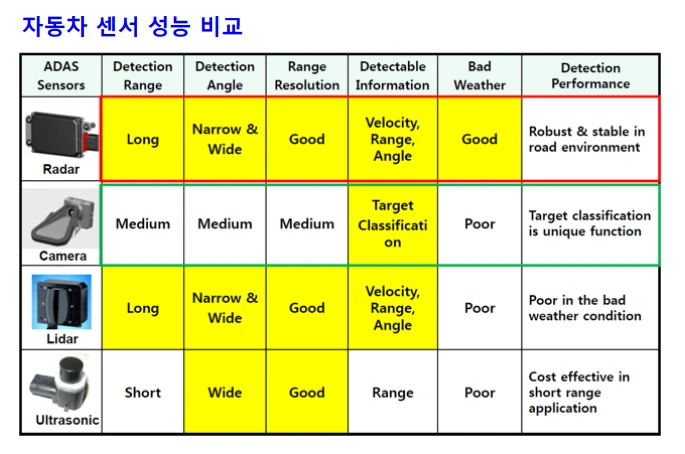 자동차 센서 성능 비교
ADAS Sensors
Detection Range
Detection Angle
Range Resolution
Detectable Information
Bad Weather
Detection Performance
Radar
Long
Narrow & Wide
Good
Velocity, Range, Angle
Good
Robust & stable in road environment
Camera
Medium
Medium
Medium
Target Classificati on
Poor
Target classification is unique function
Lidar
Long
Narrow & Wide
Good
Velocity, Range, Angle
Poor
Poor in the bad weather condition
Ultrasonic
Short
Wide
Good
Range
Poor
Cost effective in short range application